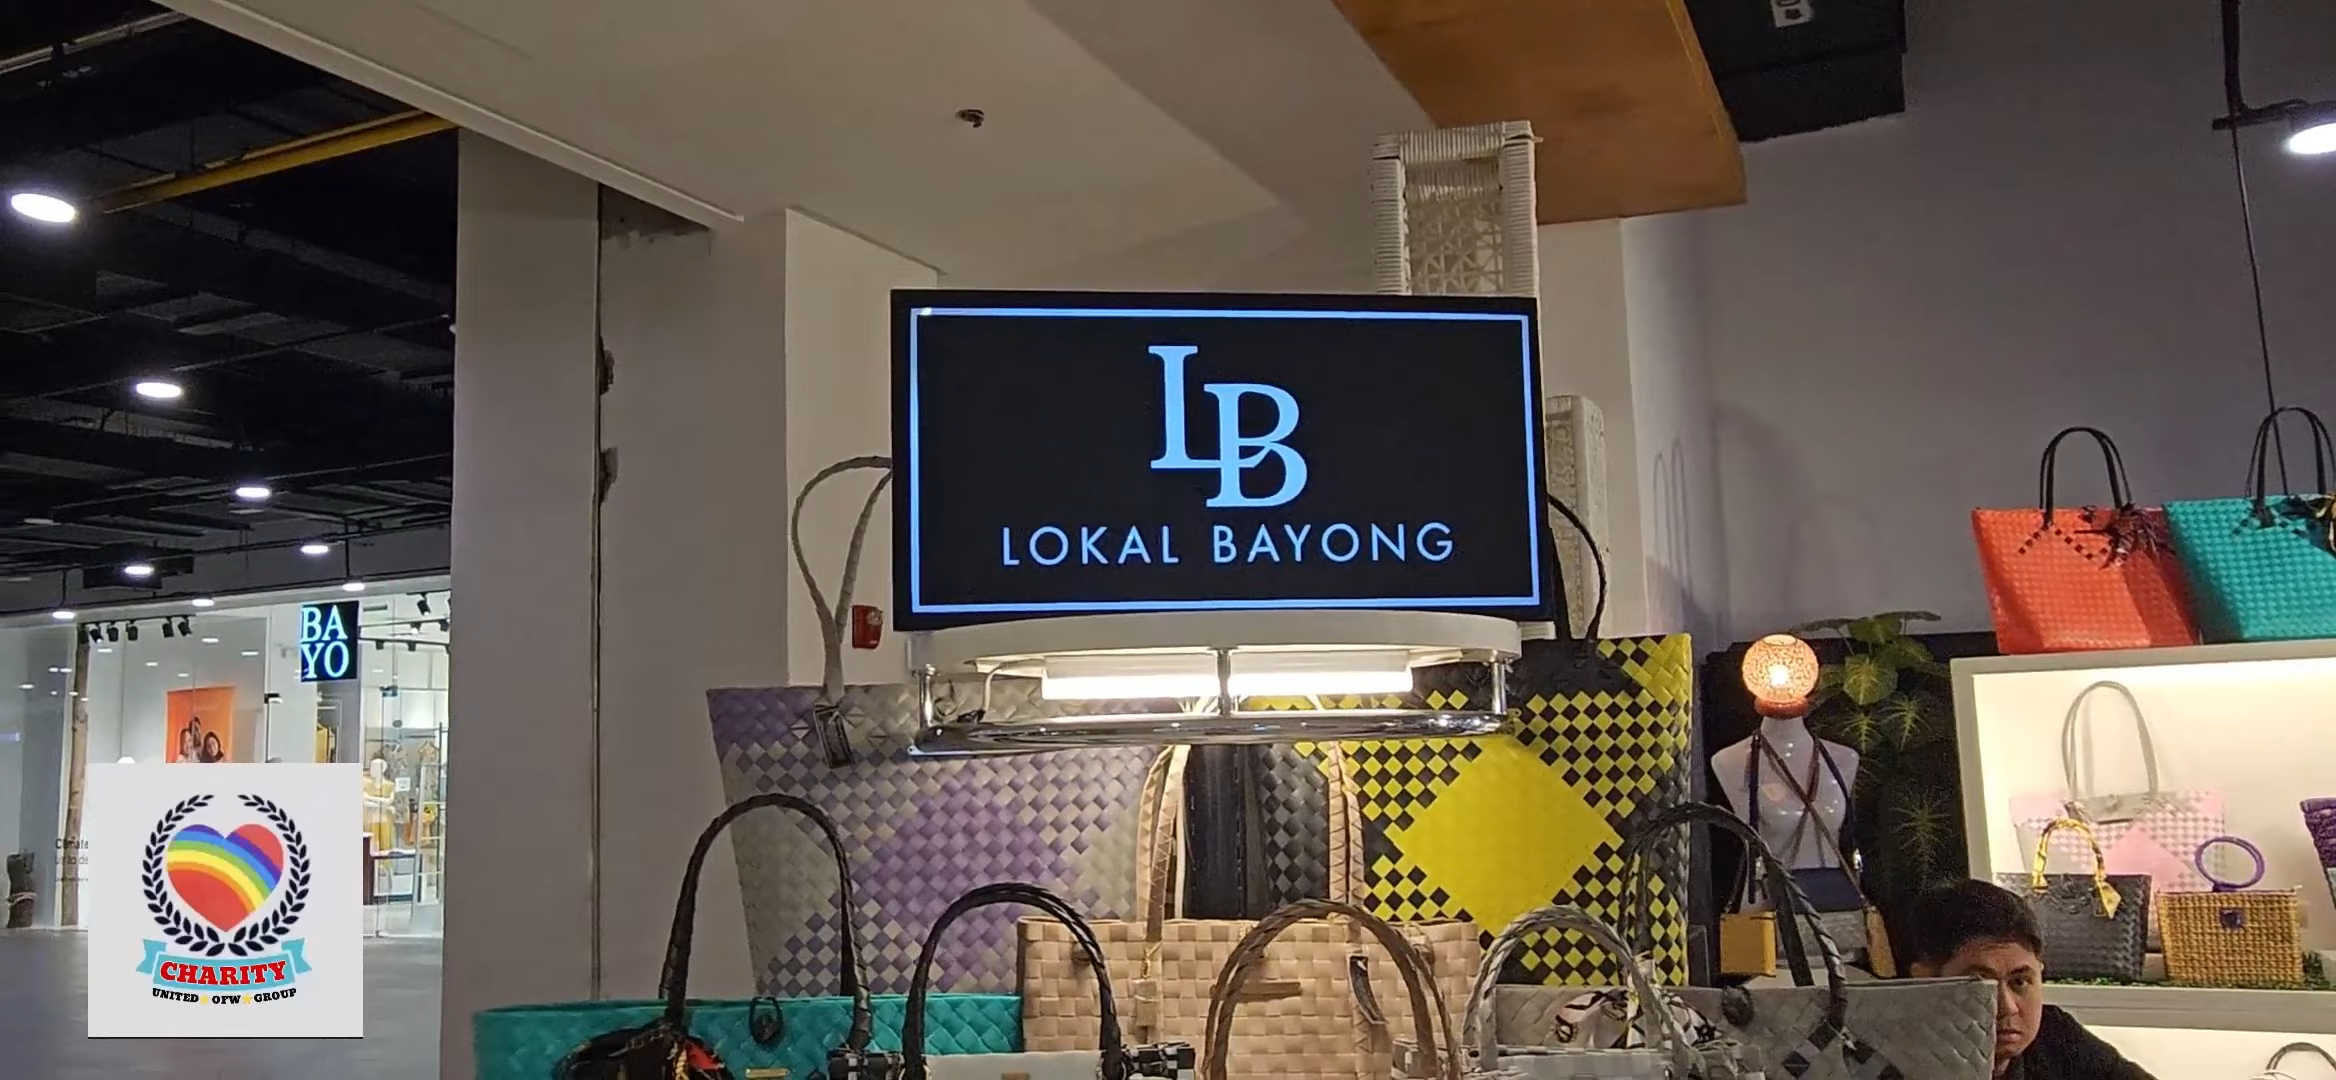 LB
LOKAL BAYONG
BA
YO
CHARITY
UNITED★OFW★GROUP